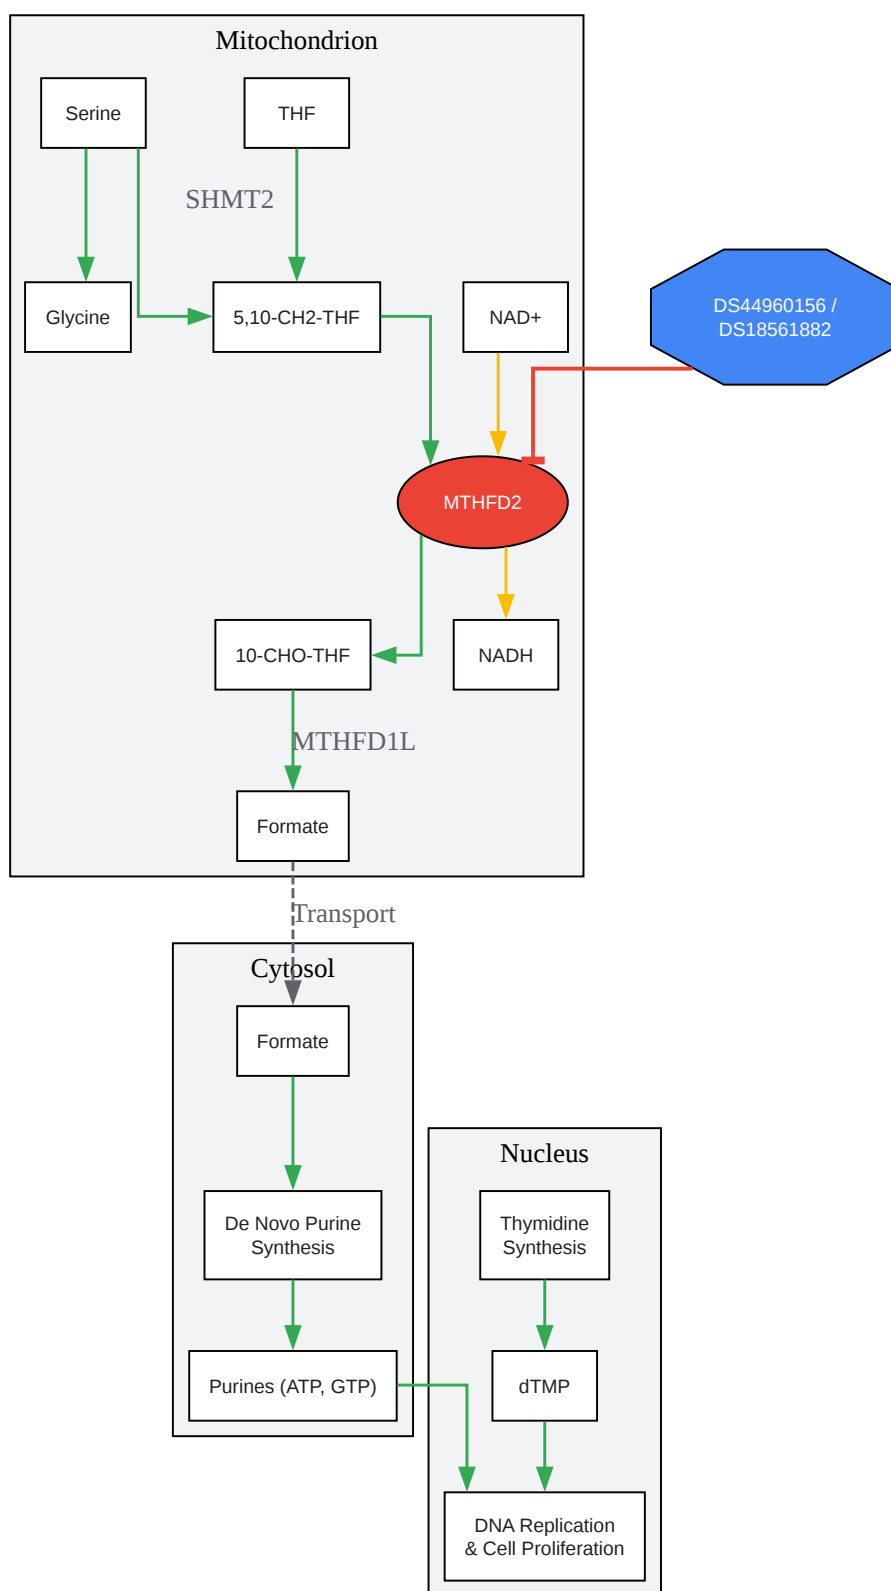 Mitochondrion
Serine
THF
SHMT2
Glycine
5,10-CH2-THF
NAD+
DS44960156 /
DS18561882
MTHFD2
10-CHO-THF
NADH
MTHFD1L
Formate
Transport
Cytosol
Formate
Nucleus
De Novo Purine
Synthesis
Thymidine
Synthesis
Purines (ATP, GTP)
dTMP
DNA Replication
& Cell Proliferation